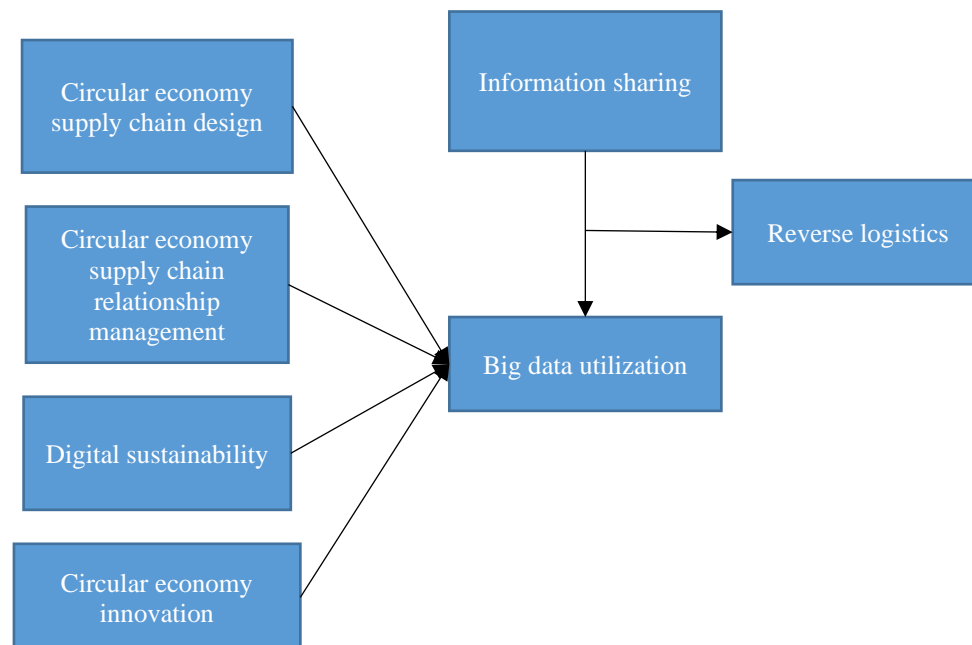 Circular economy
supply chain design
Information sharing
Circular economy
supply chain
relationship
management
Reverse logistics
Big data utilization
Digital sustainability
Circular economy
innovation